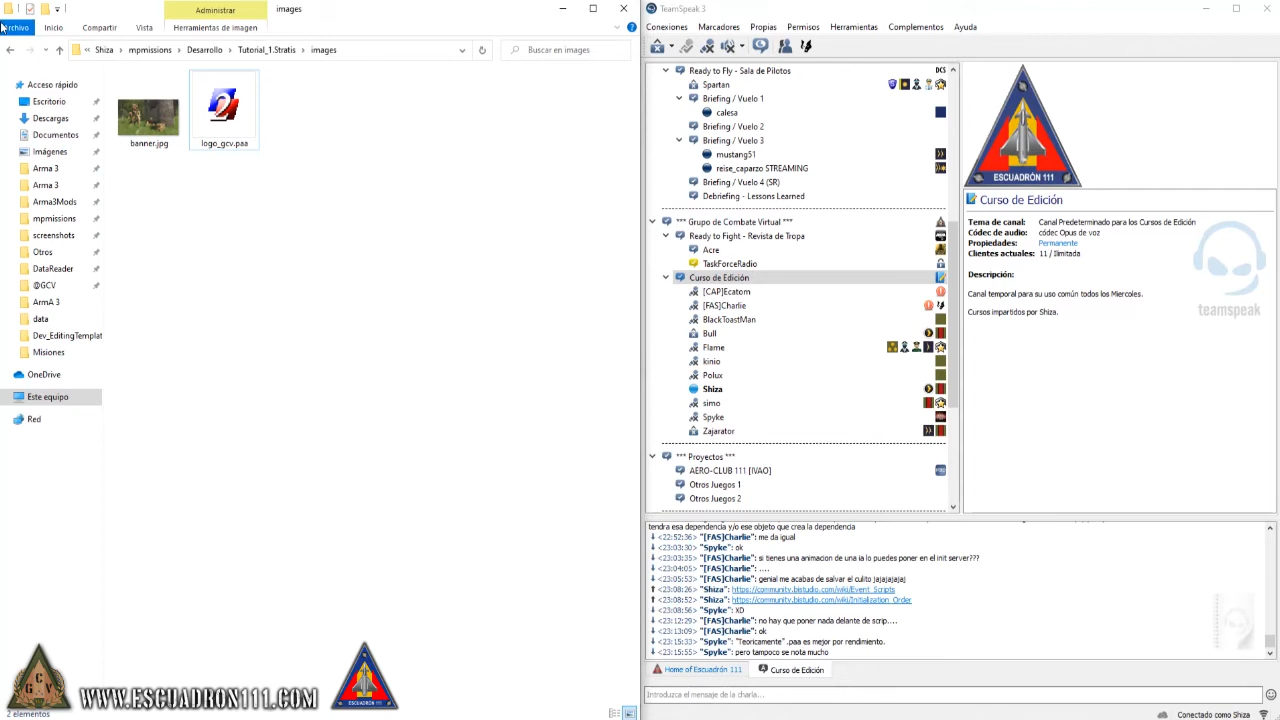 Administrar
images
Archivo
Inicio
Compartir
Vista
Herramientas de imagen
Shiza
mpmissions
Desarrollo
Tutorial_1.Stratis
images
Buscar en images
Acceso rápido
Escritorio
Descargas
Documentos
Imágenes
Arma 3
Arma 3
Arma3Mods
mpmissions
screenshots
Otros
DataReader
@GCV
ArmA 3
data
Dev_EditingTemplat
Misiones
OneDrive
Este equipo
Red
banner.jpg
logo_gcv.paa
WWW.ESCUADRON111.COM
2 elementos
TeamSpeak 3
Conexiones
Marcadores
Propias
Permisos
Herramientas
Complementos
Ayuda
Ready to Fly - Sala de Pilotos
DCS
Spartan
Briefing / Vuelo 1
calesa
Briefing / Vuelo 2
Briefing / Vuelo 3
mustang51
reise_caparzo STREAMING
Briefing / Vuelo 4 (SR)
Debriefing - Lessons Learned
*** Grupo de Combate Virtual ***
Ready to Fight - Revista de Tropa
Acre
TaskForceRadio
Curso de Edición
[CAP]Ecatom
[FAS]Charlie
BlackToastMan
Bull
Flame
kinio
Polux
Shiza
simo
Spyke
Zajarator
*** Proyectos ***
AERO-CLUB 111 [IVAO]
Otros Juegos 1
Otros Juegos 2
ESCUADRÓN 111
Curso de Edición
Tema de canal: Canal Predeterminado para los Cursos de Edición
Códec de audio: códec Opus de voz
Propiedades: Permanente
Clientes actuales: 11 / Ilimitada
Descripción:
Canal temporal para su uso común todos los Miercoles.
Cursos impartidos por Shiza.
teamspeak
tendra esa dependencia y/o ese objeto que crea la dependencia
<22:52:36> "[FAS]Charlie": me da igual
<23:03:30> "Spyke": ok
<23:03:35> "[FAS]Charlie": si tienes una animacion de una ia lo puedes poner en el init server???
<23:04:05> "[FAS]Charlie": ....
<23:05:53> "[FAS]Charlie": genial me acabas de salvar el culito jajajajajaj
<23:08:26> "Shiza": https://community.bistudio.com/wiki/Event_Scripts
<23:08:52> "Shiza": https://community.bistudio.com/wiki/Initialization_Order
<23:08:56> "Spyke": XD
<23:12:29> "[FAS]Charlie": no hay que poner nada delante de scrip....
<23:13:09> "[FAS]Charlie": ok
<23:15:33> "Spyke": "Teoricamente" .paa es mejor por rendimiento.
<23:15:55> "Spyke": pero tampoco se nota mucho
Home of Escuadrón 111
Curso de Edición
Introduzca el mensaje de la charla...
Conectado como Shiza